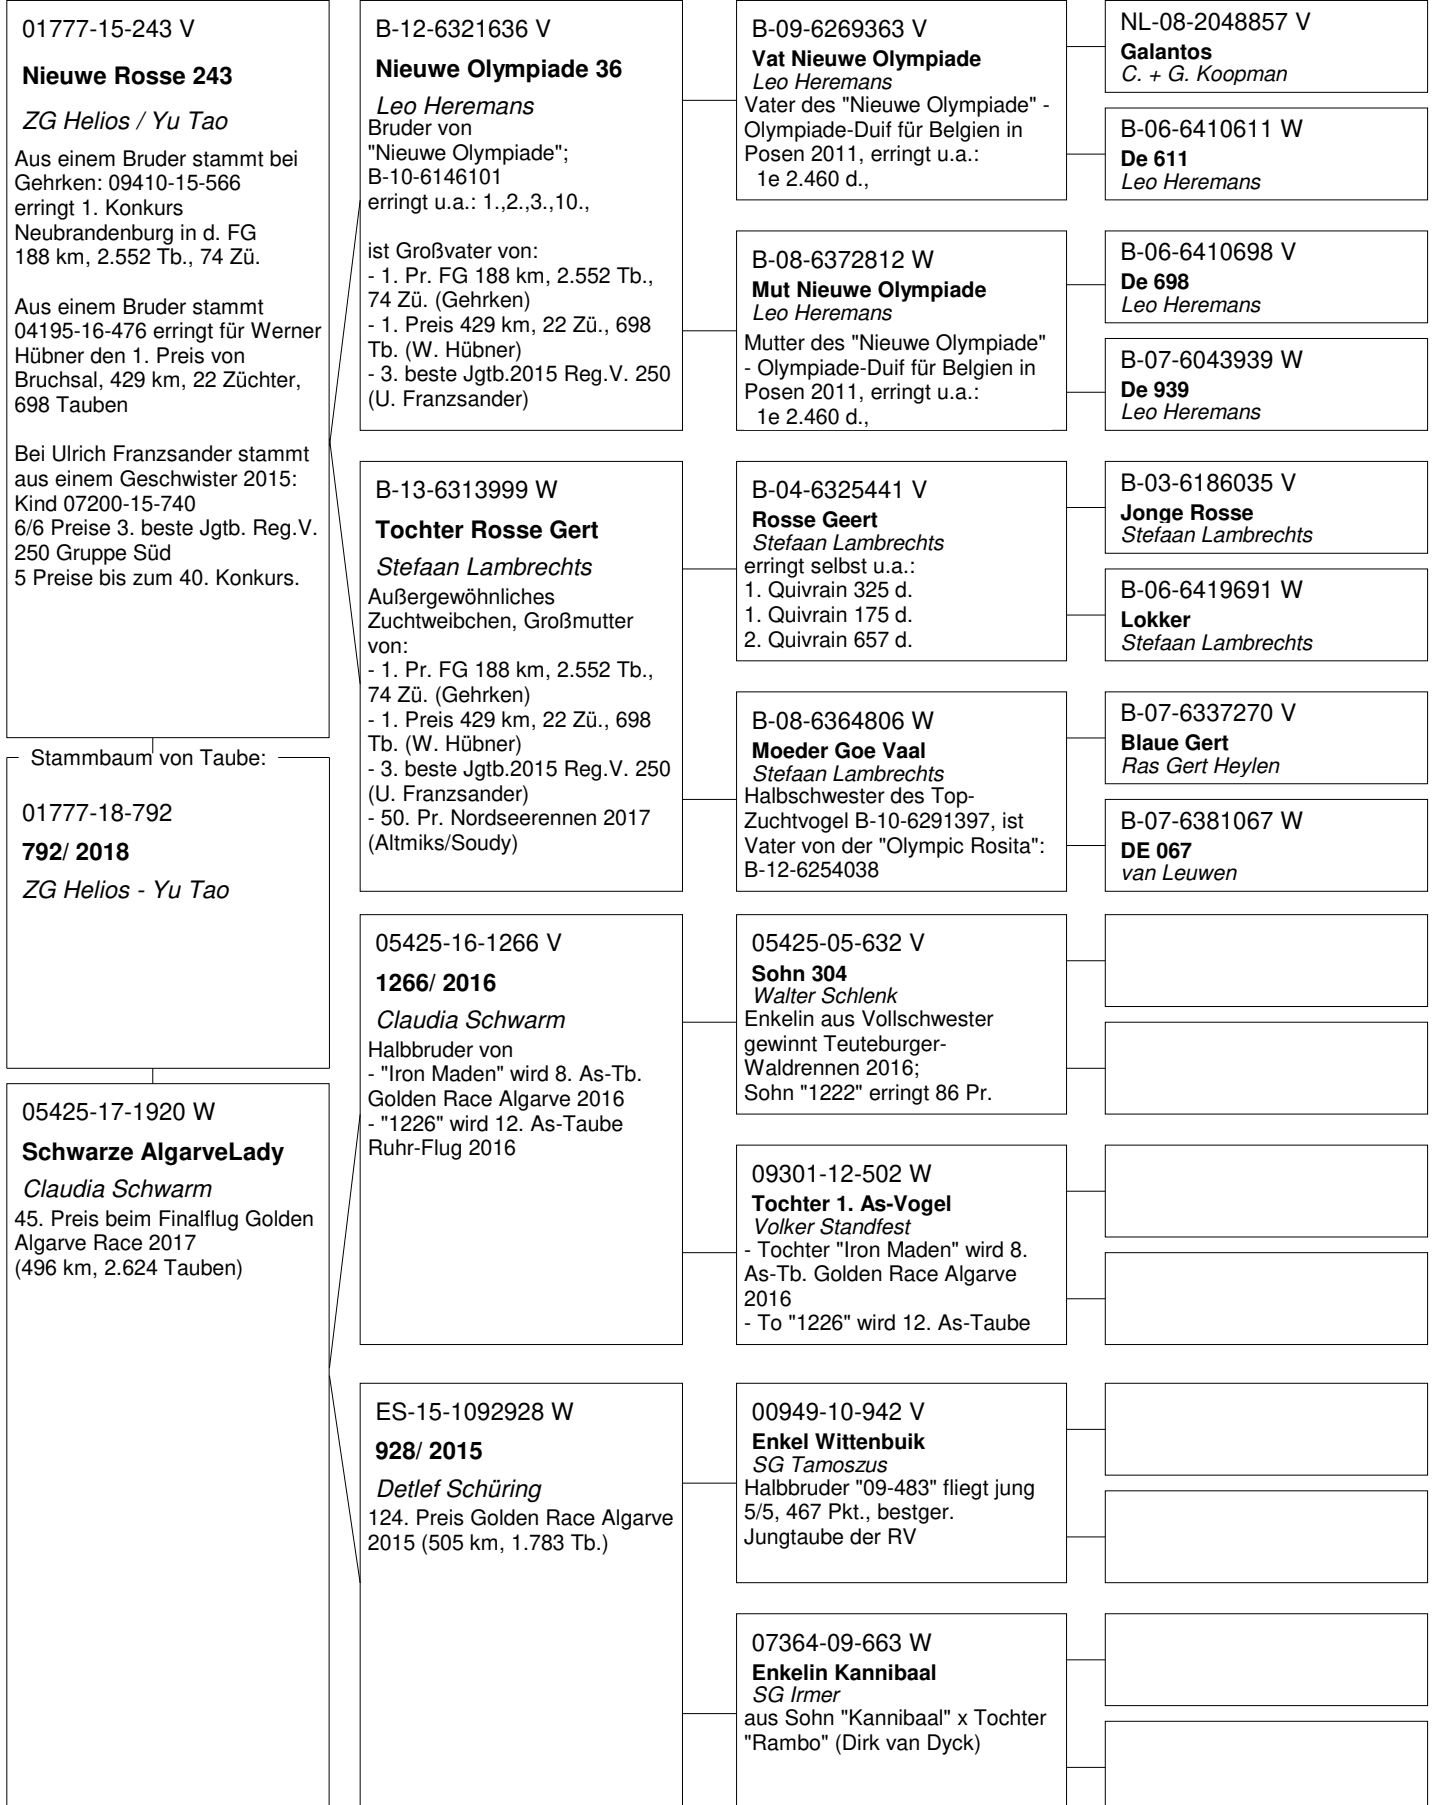 01777-15-243 V
Nieuwe Rosse 243
ZG Helios / Yu Tao
Aus einem Bruder stammt bei
Gehrken: 09410-15-566
erringt 1. Konkurs
Neubrandenburg in d. FG
188 km, 2.552 Tb., 74 Zü.
Aus einem Bruder stammt
04195-16-476 erringt für Werner
Hübner den 1. Preis von
Bruchsal, 429 km, 22 Züchter,
698 Tauben
Bei Ulrich Franzsander stammt
aus einem Geschwister 2015:
Kind 07200-15-740
6/6 Preise 3. beste Jgtb. Reg.V.
250 Gruppe Süd
5 Preise bis zum 40. Konkurs.
Stammbaum von Taube:
01777-18-792
792/ 2018
ZG Helios - Yu Tao
05425-17-1920 W
Schwarze AlgarveLady
Claudia Schwarm
45. Preis beim Finalflug Golden
Algarve Race 2017
(496 km, 2.624 Tauben)
B-12-6321636 V
Nieuwe Olympiade 36
Leo Heremans
Bruder von
"Nieuwe Olympiade";
B-10-6146101
erringt u.a.: 1.,2.,3.,10.,
ist Großvater von:
- 1. Pr. FG 188 km, 2.552 Tb.,
74 Zü. (Gehrken)
- 1. Preis 429 km, 22 Zü., 698
Tb. (W. Hübner)
- 3. beste Jgtb.2015 Reg.V. 250
(U. Franzsander)
B-13-6313999 W
Tochter Rosse Gert
Stefaan Lambrechts
Außergewöhnliches
Zuchtweibchen, Großmutter
von:
- 1. Pr. FG 188 km, 2.552 Tb.,
74 Zü. (Gehrken)
- 1. Preis 429 km, 22 Zü., 698
Tb. (W. Hübner)
- 3. beste Jgtb.2015 Reg.V. 250
(U. Franzsander)
- 50. Pr. Nordseerennen 2017
(Altmiks/Soudy)
05425-16-1266 V
1266/ 2016
Claudia Schwarm
Halbbruder von
- "Iron Maden" wird 8. As-Tb.
Golden Race Algarve 2016
- "1226" wird 12. As-Taube
Ruhr-Flug 2016
ES-15-1092928 W
928/ 2015
Detlef Schüring
124. Preis Golden Race Algarve
2015 (505 km, 1.783 Tb.)
B-09-6269363 V
Vat Nieuwe Olympiade
Leo Heremans
Vater des "Nieuwe Olympiade" -
Olympiade-Duif für Belgien in
Posen 2011, erringt u.a.:
1e 2.460 d.,
B-08-6372812 W
Mut Nieuwe Olympiade
Leo Heremans
Mutter des "Nieuwe Olympiade"
- Olympiade-Duif für Belgien in
Posen 2011, erringt u.a.:
1e 2.460 d.,
B-04-6325441 V
Rosse Geert
Stefaan Lambrechts
erringt selbst u.a.:
1. Quivrain 325 d.
1. Quivrain 175 d.
2. Quivrain 657 d.
B-08-6364806 W
Moeder Goe Vaal
Stefaan Lambrechts
Halbschwester des Top-
Zuchtvogel B-10-6291397, ist
Vater von der "Olympic Rosita":
B-12-6254038
05425-05-632 V
Sohn 304
Walter Schlenk
Enkelin aus Vollschwester
gewinnt Teuteburger-
Waldrennen 2016;
Sohn "1222" erringt 86 Pr.
09301-12-502 W
Tochter 1. As-Vogel
Volker Standfest
- Tochter "Iron Maden" wird 8.
As-Tb. Golden Race Algarve
2016
- To "1226" wird 12. As-Taube
00949-10-942 V
Enkel Wittenbuik
SG Tamoszus
Halbbruder "09-483" fliegt jung
5/5, 467 Pkt., bestger.
Jungtaube der RV
07364-09-663 W
Enkelin Kannibaal
SG Irmer
aus Sohn "Kannibaal" x Tochter
"Rambo" (Dirk van Dyck)
NL-08-2048857 V
Galantos
C. + G. Koopman
B-06-6410611 W
De 611
Leo Heremans
B-06-6410698 V
De 698
Leo Heremans
B-07-6043939 W
De 939
Leo Heremans
B-03-6186035 V
Jonge Rosse
Stefaan Lambrechts
B-06-6419691 W
Lokker
Stefaan Lambrechts
B-07-6337270 V
Blaue Gert
Ras Gert Heylen
B-07-6381067 W
DE 067
van Leuwen